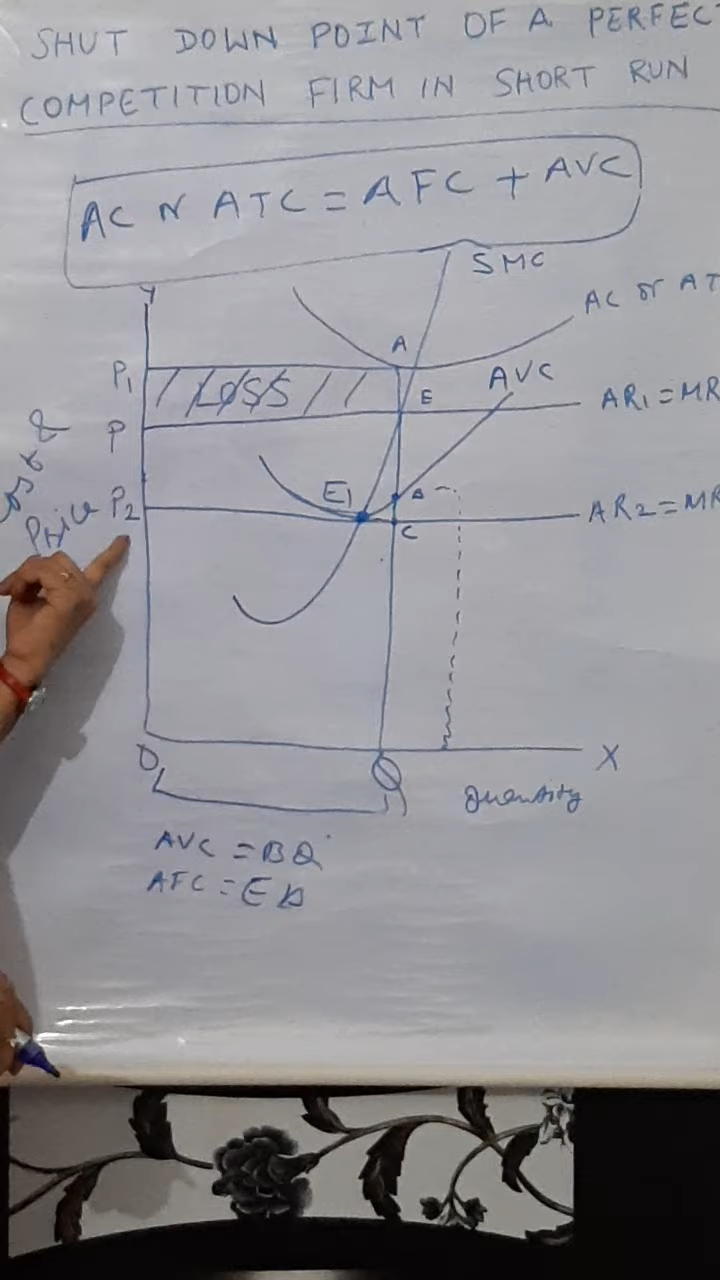 SHUT DOWN POINT OF A PERFECT
COMPETITION FIRM IN SHORT RUN
AC N ATC = AFC + AVC
SMC
Y
AC or AT
A
P1
LOSS
AVC
E
AR1 = MR
P
Cost &
Price
E1
B
P2
AR2 = MR
C
O
Q
X
Quantity
AVC = BQ
AFC = EB